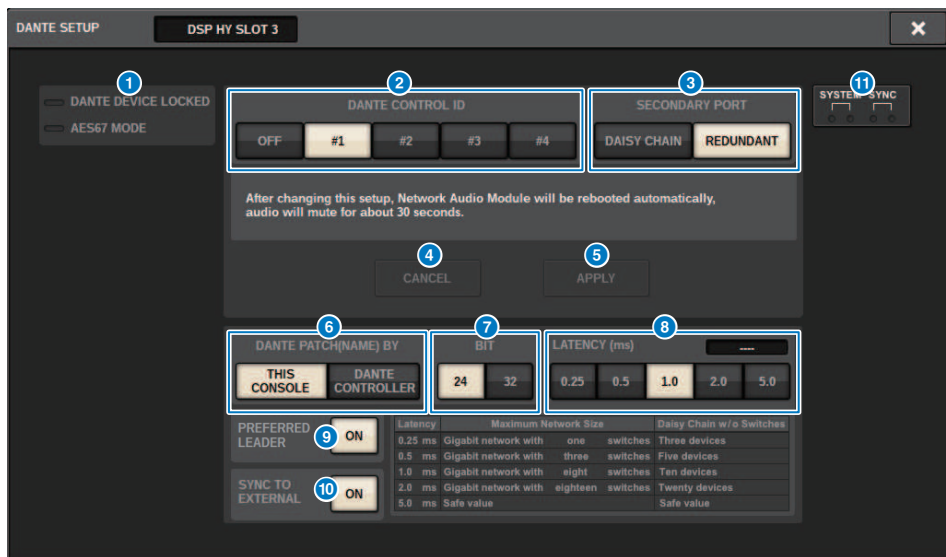 DANTE SETUP
DSP HY SLOT 3
1
DANTE DEVICE LOCKED
AES67 MODE
2
DANTE CONTROL ID
OFF #1 #2 #3 #4
3
SECONDARY PORT
DAISY CHAIN REDUNDANT
11
SYSTEM SYNC
After changing this setup, Network Audio Module will be rebooted automatically,
audio will mute for about 30 seconds.
4
CANCEL
5
APPLY
6
DANTE PATCH(NAME) BY
THIS CONSOLE
DANTE CONTROLLER
7
BIT
24 32
8
LATENCY (ms) ----
0.25 0.5 1.0 2.0 5.0
PREFERRED
LEADER
9
ON
SYNC TO
EXTERNAL
10
ON
Latency Maximum Network Size Daisy Chain w/o Switches
0.25 ms Gigabit network with one switches Three devices
0.5 ms Gigabit network with three switches Five devices
1.0 ms Gigabit network with eight switches Ten devices
2.0 ms Gigabit network with eighteen switches Twenty devices
5.0 ms Safe value Safe value